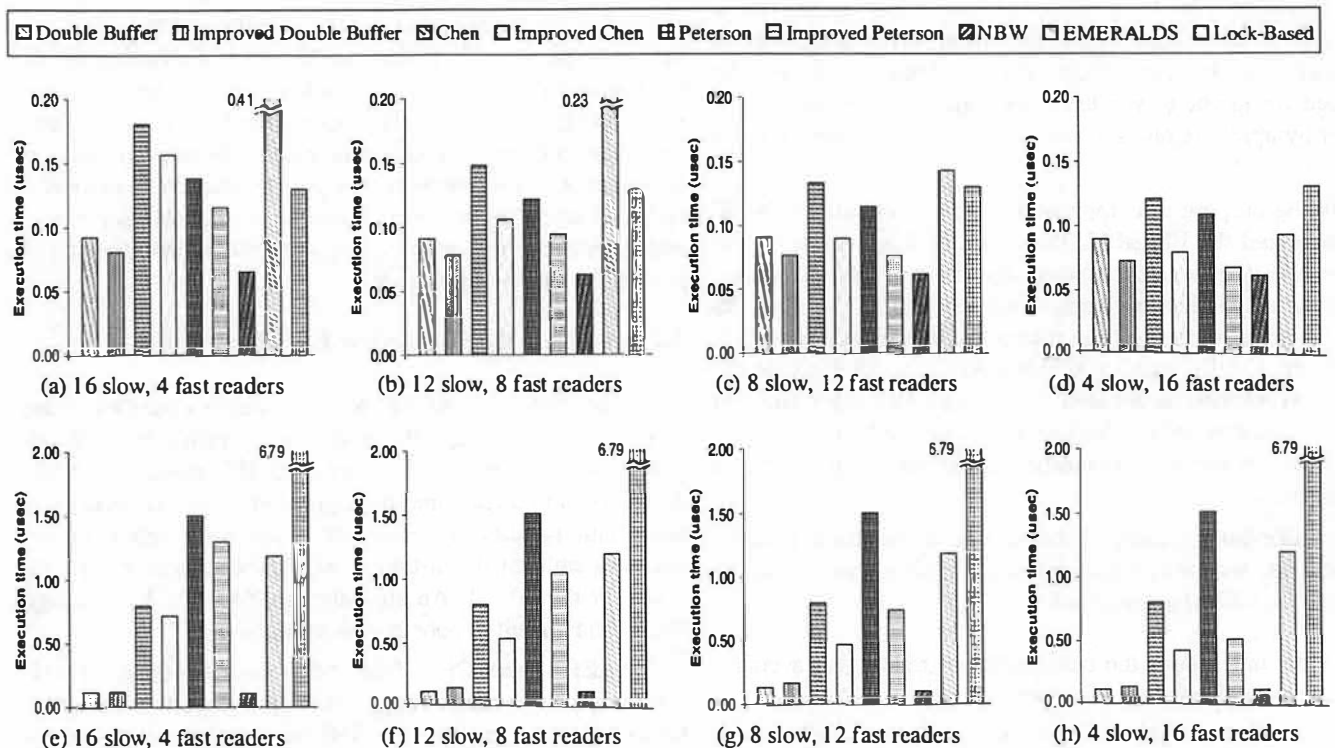 Double Buffer Improved Double Buffer Chen Improved Chen Peterson Improved Peterson NBW EMERALDS Lock-Based
0.41
0.20
0.15
0.10
0.05
0.00
Execution time (usec)
(a) 16 slow, 4 fast readers
0.23
0.20
0.15
0.10
0.05
0.00
Execution time (usec)
(b) 12 slow, 8 fast readers
0.20
0.15
0.10
0.05
0.00
Execution time (usec)
(c) 8 slow, 12 fast readers
0.20
0.15
0.10
0.05
0.00
Execution time (usec)
(d) 4 slow, 16 fast readers
6.79
2.00
1.50
1.00
0.50
0.00
Execution time (usec)
(e) 16 slow, 4 fast readers
6.79
2.00
1.50
1.00
0.50
0.00
Execution time (usec)
(f) 12 slow, 8 fast readers
6.79
2.00
1.50
1.00
0.50
0.00
Execution time (usec)
(g) 8 slow, 12 fast readers
6.79
2.00
1.50
1.00
0.50
0.00
Execution time (usec)
(h) 4 slow, 16 fast readers